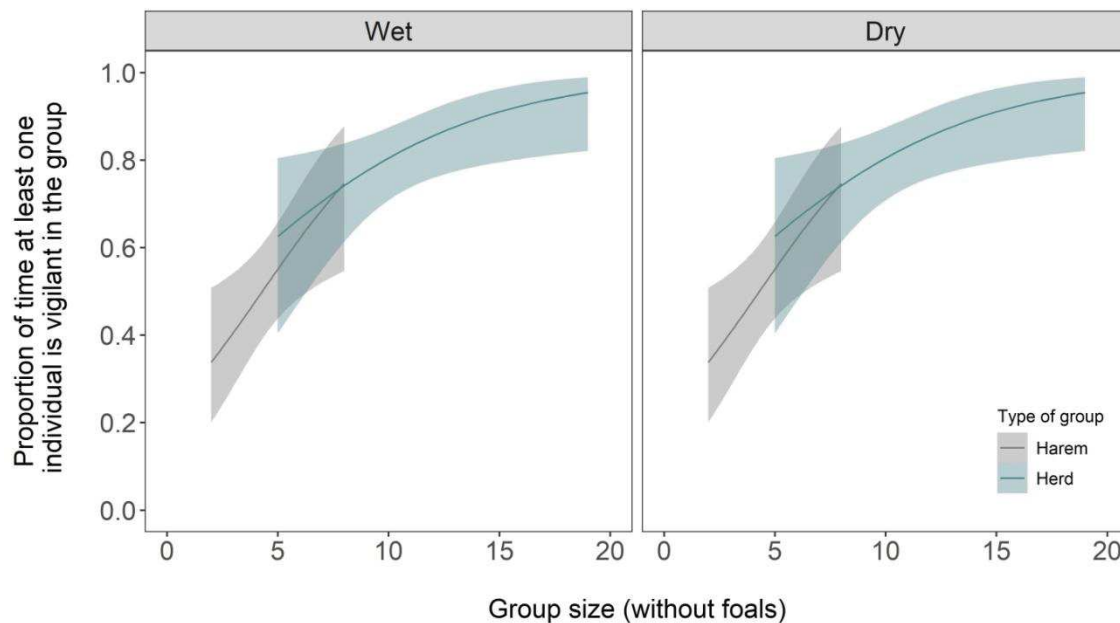 Wet
Dry
Proportion of time at least one
individual is vigilant in the group
1.0
0.8
0.6
0.4
0.2
0.0
0 5 10 15 20
0 5 10 15 20
Type of group
Harem
Herd
Group size (without foals)